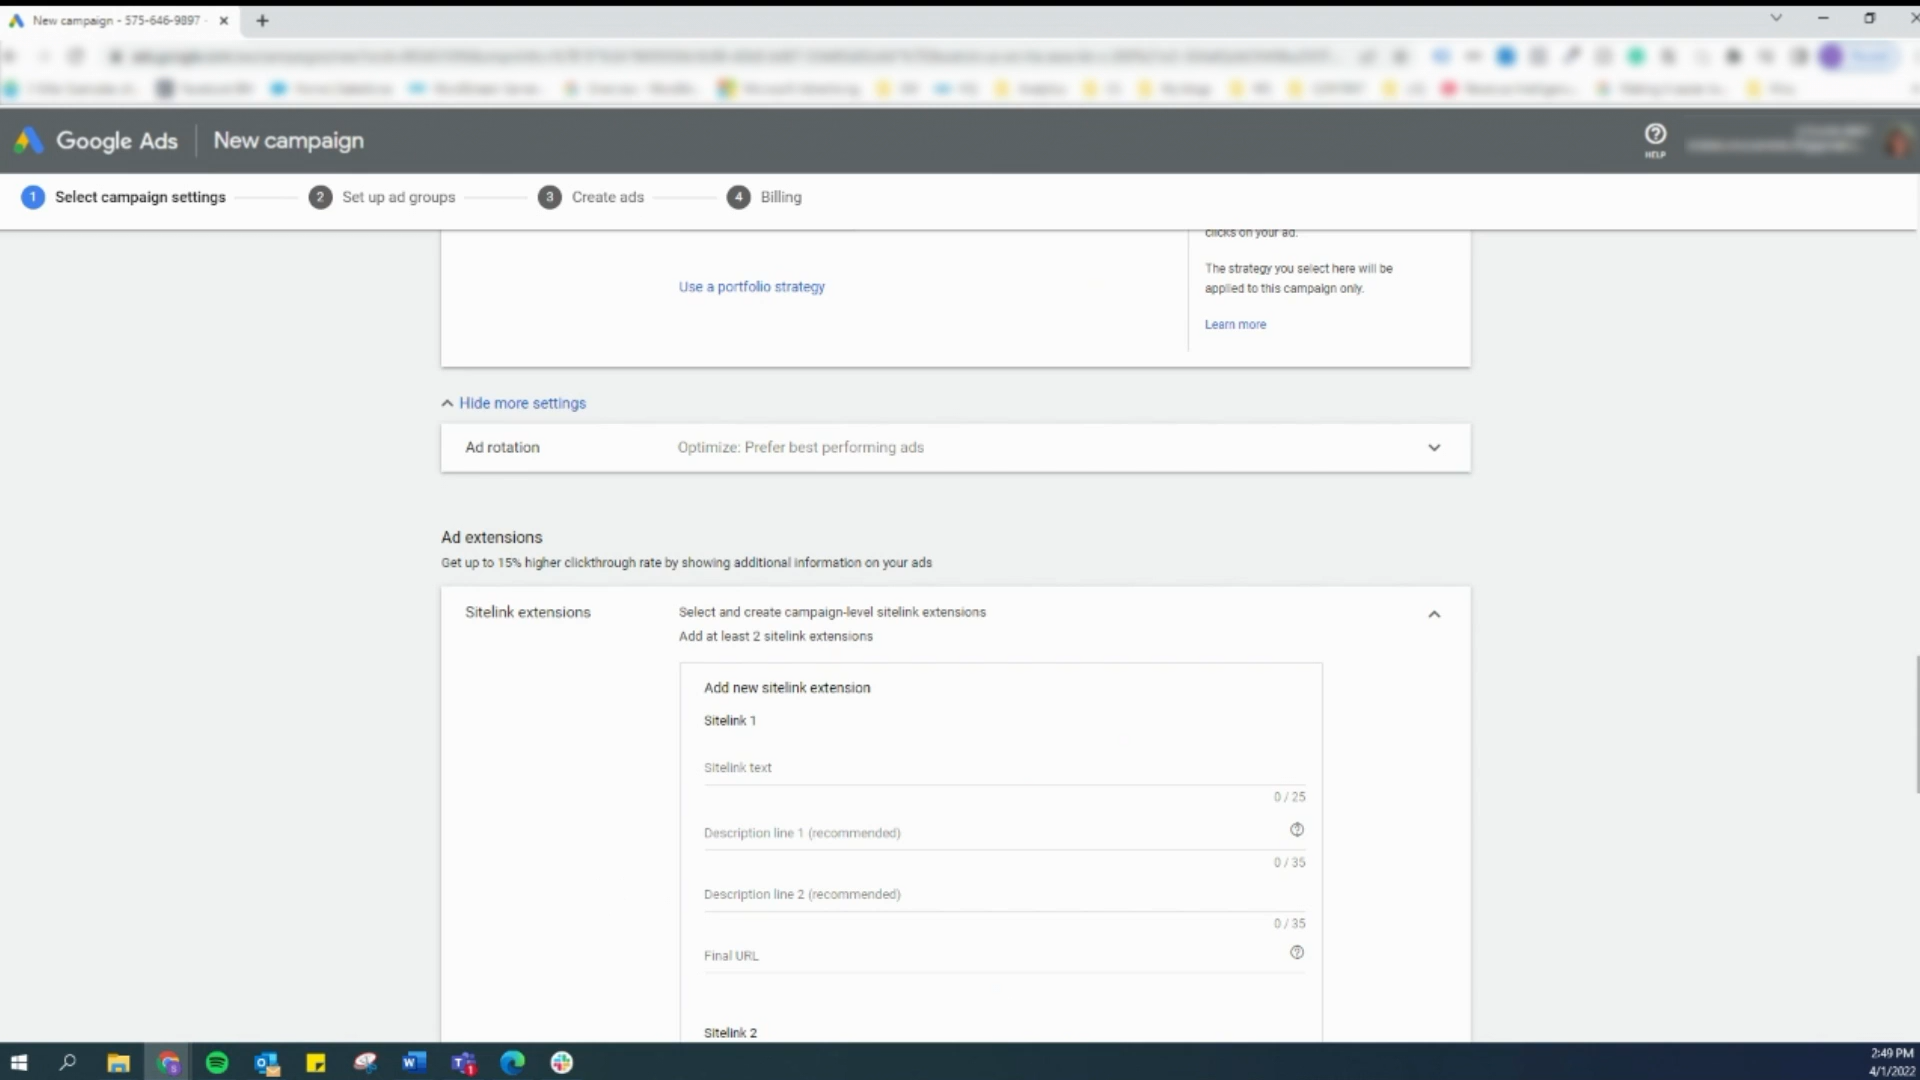 New campaign - 575-646-9897 -
Google Ads
New campaign
HELP
1 Select campaign settings
2 Set up ad groups
3 Create ads
4 Billing
clicks on your ad.
The strategy you select here will be
applied to this campaign only.
Learn more
Use a portfolio strategy
Hide more settings
Ad rotation
Optimize: Prefer best performing ads
Ad extensions
Get up to 15% higher clickthrough rate by showing additional information on your ads
Sitelink extensions
Select and create campaign-level sitelink extensions
Add at least 2 sitelink extensions
Add new sitelink extension
Sitelink 1
Sitelink text
0 / 25
Description line 1 (recommended)
0 / 35
Description line 2 (recommended)
0 / 35
Final URL
Sitelink 2
2:49 PM
4/1/2022